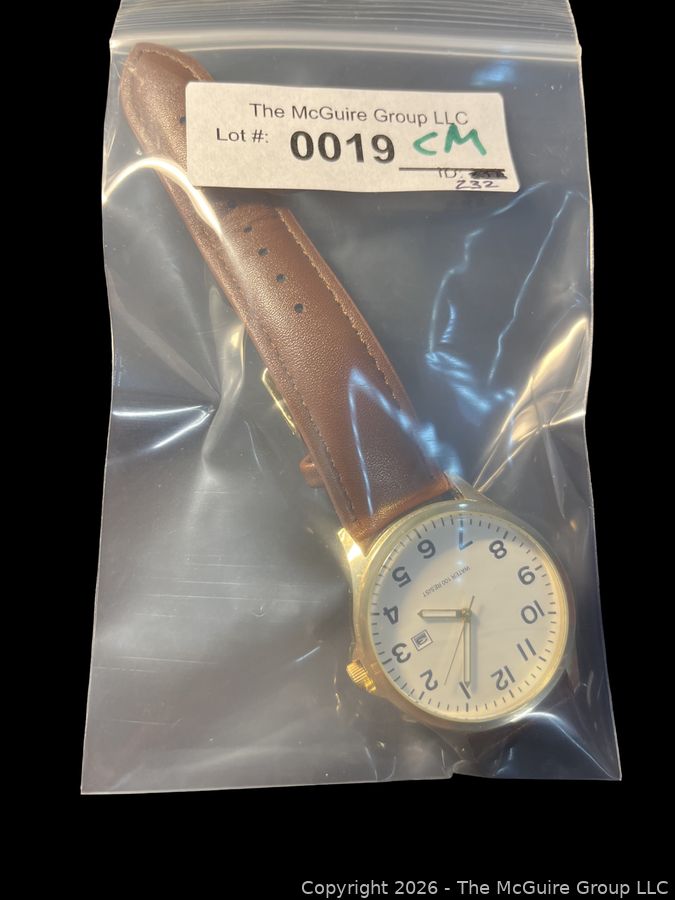 The McGuire Group LLC
Lot #: 0019 CM
ID:
232
7
6 8
5 9
4 10
3 11
2 12
1
WATER 100 RESIST
Copyright 2026 - The McGuire Group LLC